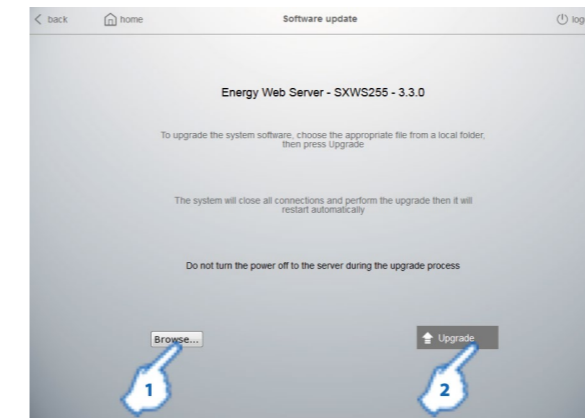 back
home
Software update
log
Energy Web Server - SXWS255 - 3.3.0
To upgrade the system software, choose the appropriate file from a local folder,
then press Upgrade
The system will close all connections and perform the upgrade then it will
restart automatically
Do not turn the power off to the server during the upgrade process
Browse...
Upgrade
1
2